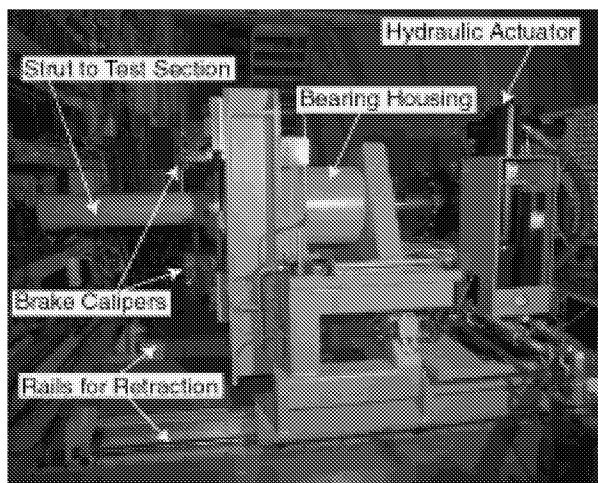 Hydraulic Actuator
Strut to Test Section
Bearing Housing
Brake Calipers
Rails for Retraction